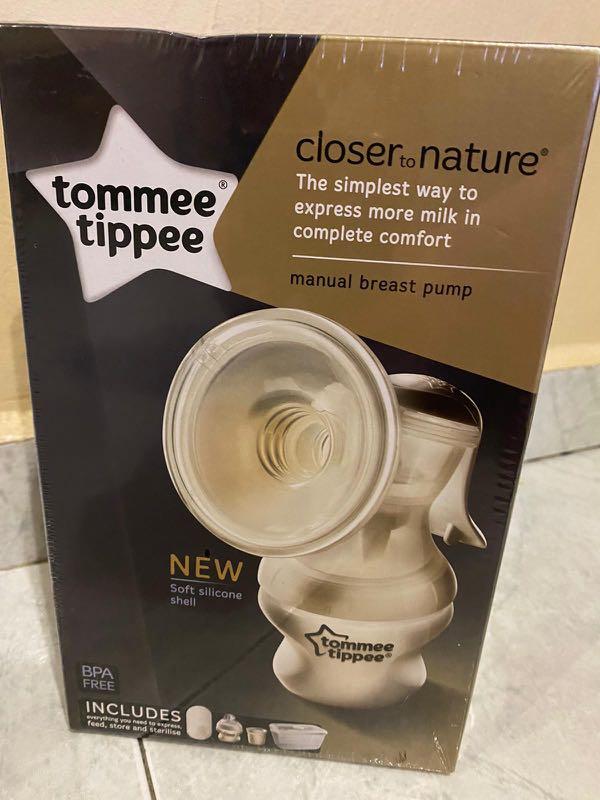 tommee®
tippee
closer to nature®
The simplest way to
express more milk in
complete comfort
manual breast pump
NEW
Soft silicone
shell
tommee
tippee®
BPA
FREE
INCLUDES
everything you need to express,
feed, store and sterilise